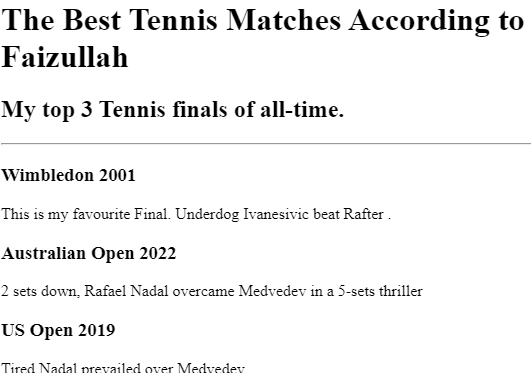 The Best Tennis Matches According to
Faizullah
My top 3 Tennis finals of all-time.
Wimbledon 2001
This is my favourite Final. Underdog Ivanesivic beat Rafter .
Australian Open 2022
2 sets down, Rafael Nadal overcame Medvedev in a 5-sets thriller
US Open 2019
Tired Nadal prevailed over Medvedev